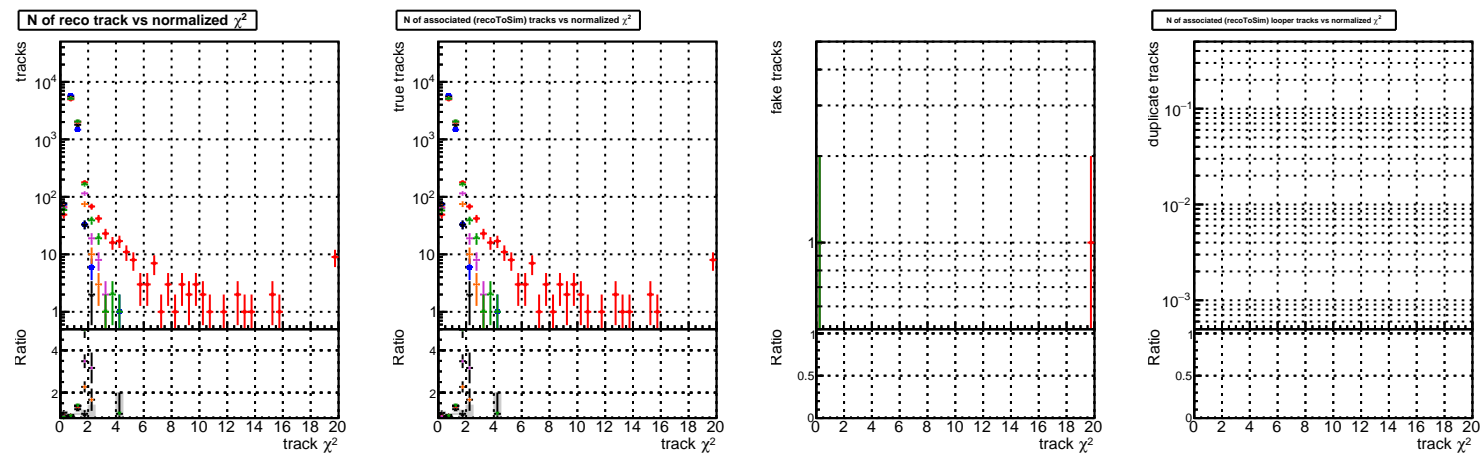 N of reco track vs normalized χ²
tracks
10⁴
10³
10²
10
1
Ratio
4
2
0 2 4 6 8 10 12 14 16 18 20
track χ²
N of associated (recoToSim) tracks vs normalized χ²
true tracks
10⁴
10³
10²
10
1
Ratio
4
2
0 2 4 6 8 10 12 14 16 18 20
track χ²
fake tracks
1
Ratio
1
0.5
0
0 2 4 6 8 10 12 14 16 18 20
track χ²
N of associated (recoToSim) looper tracks vs normalized χ²
duplicate tracks
10⁻¹
10⁻²
10⁻³
Ratio
1
0.5
0
0 2 4 6 8 10 12 14 16 18 20
track χ²